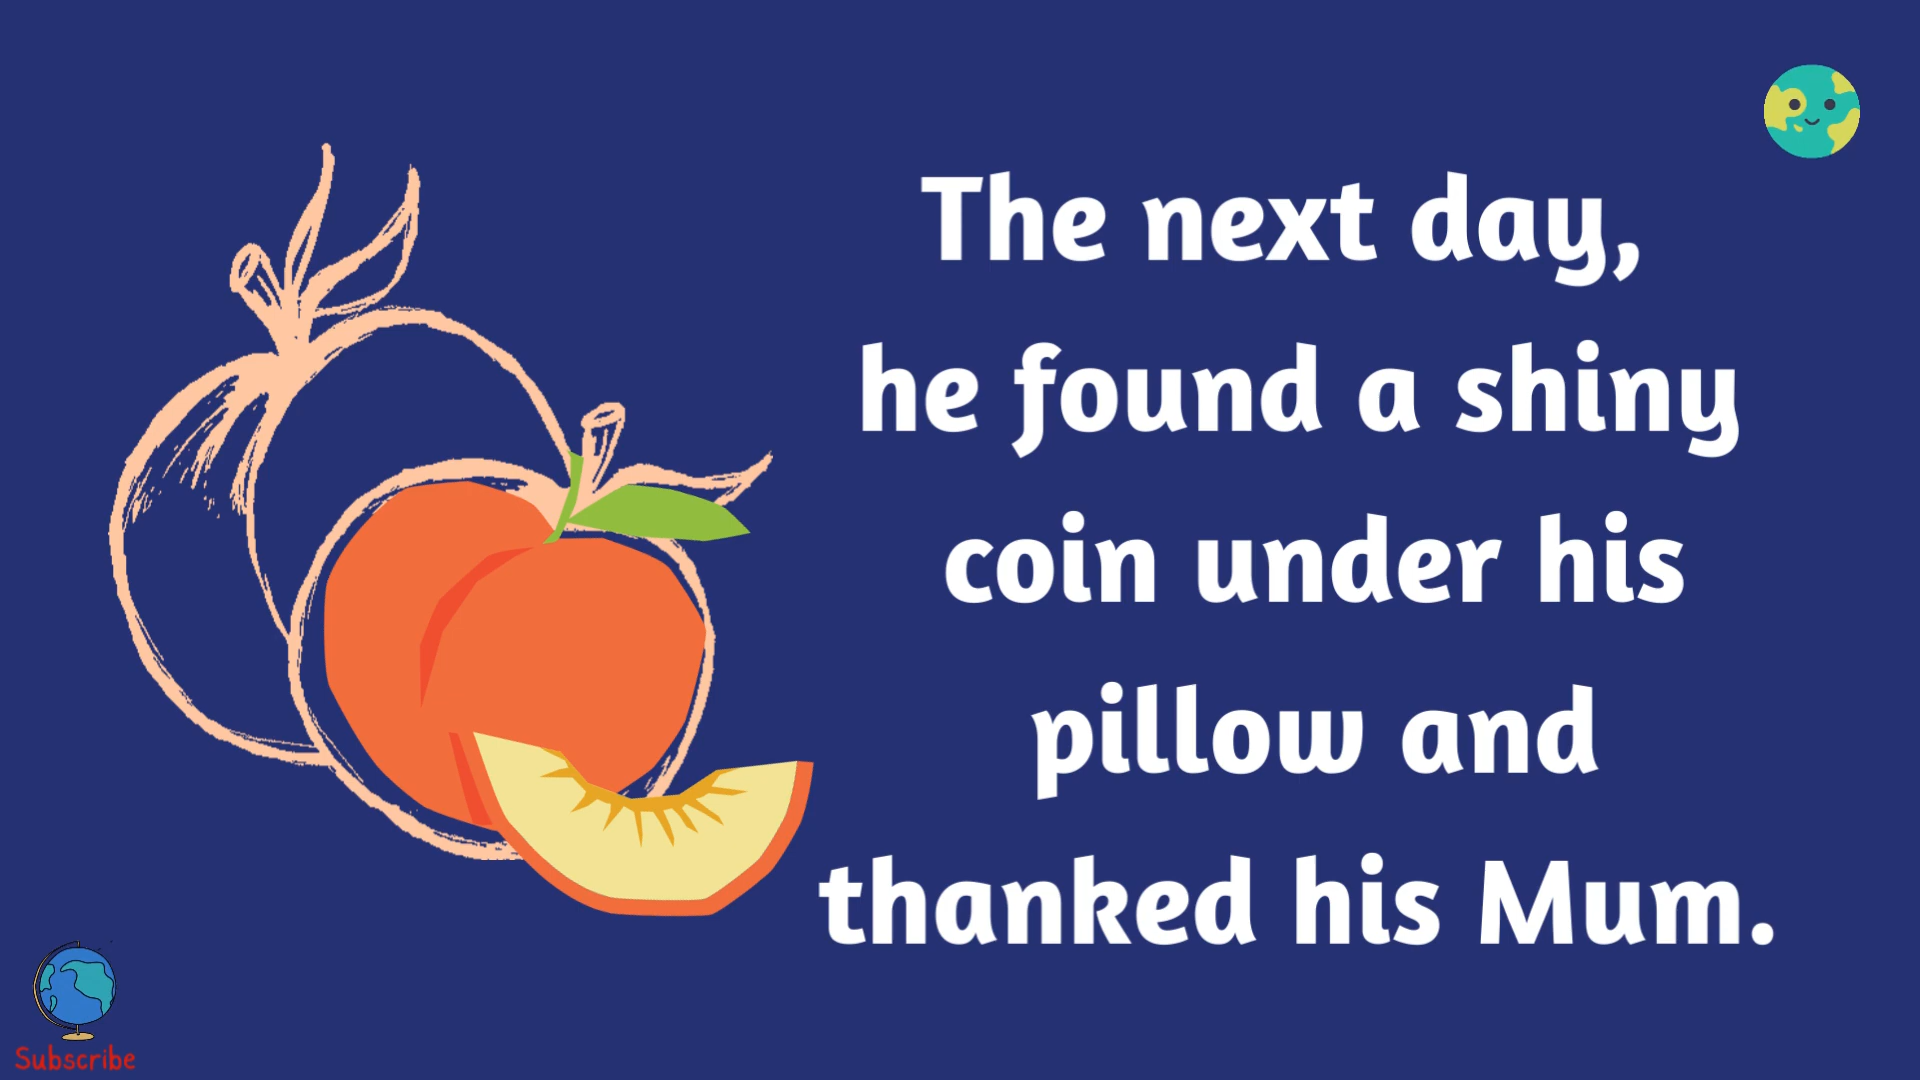 The next day,
he found a shiny
coin under his
pillow and
thanked his Mum.
Subscribe